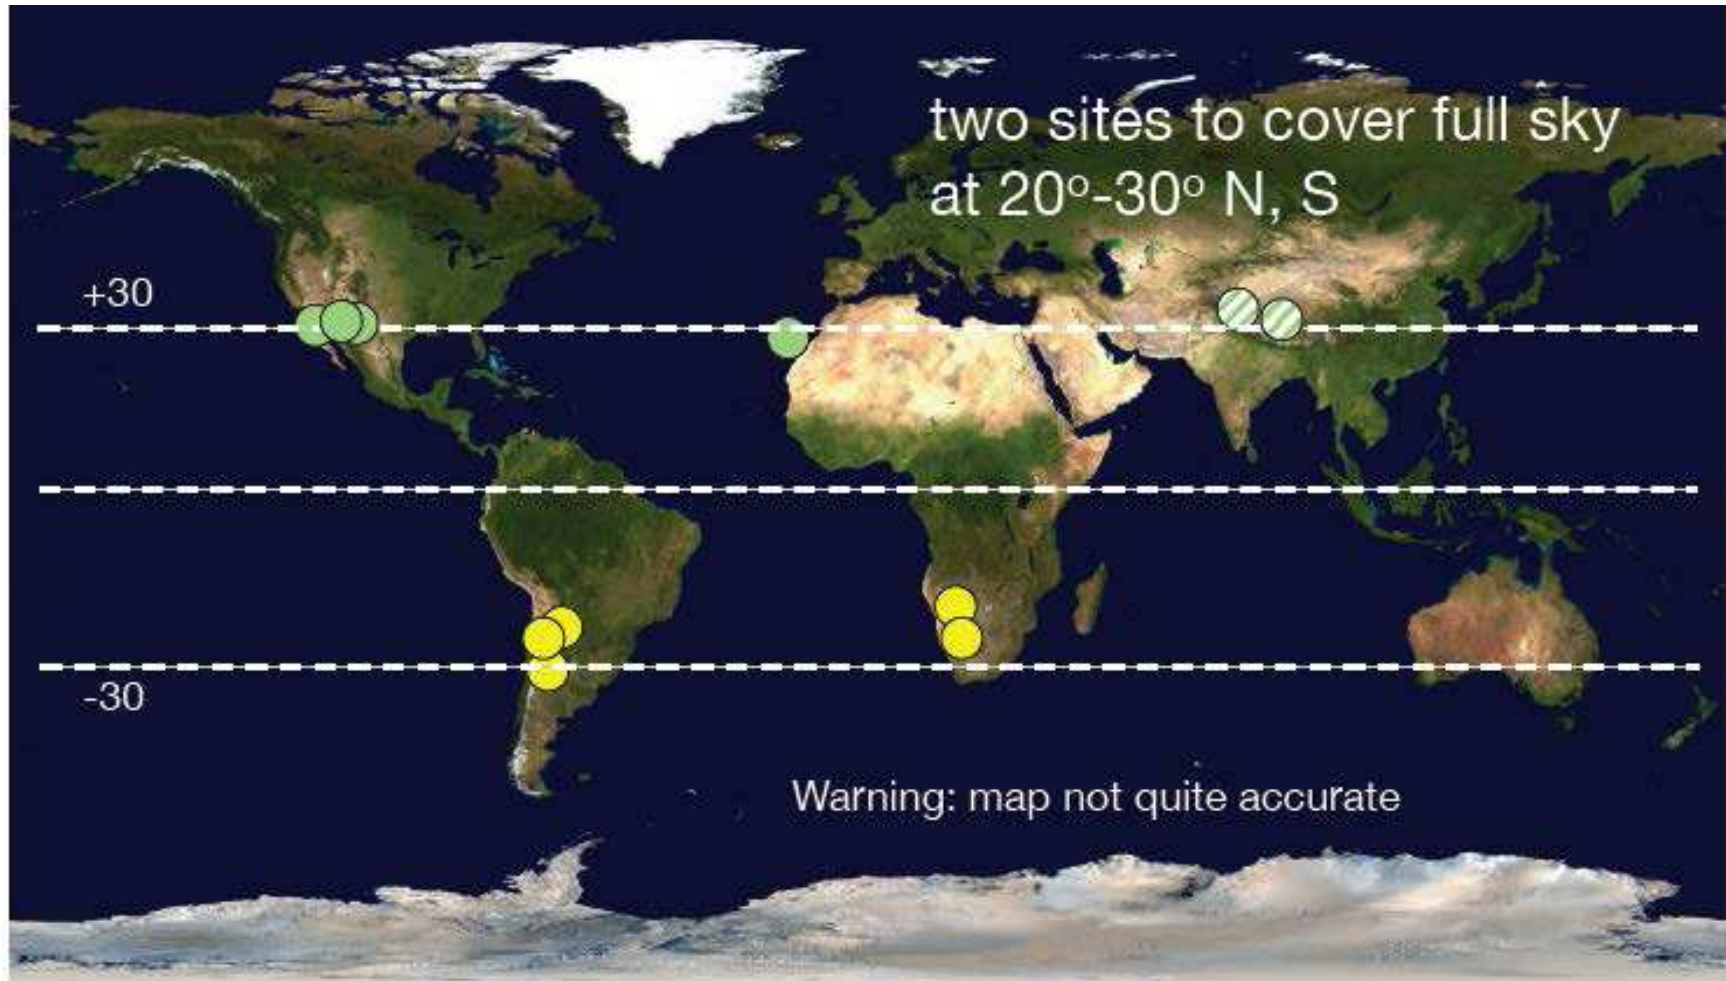 two sites to cover full sky
at 20°-30° N, S
+30
-30
Warning: map not quite accurate